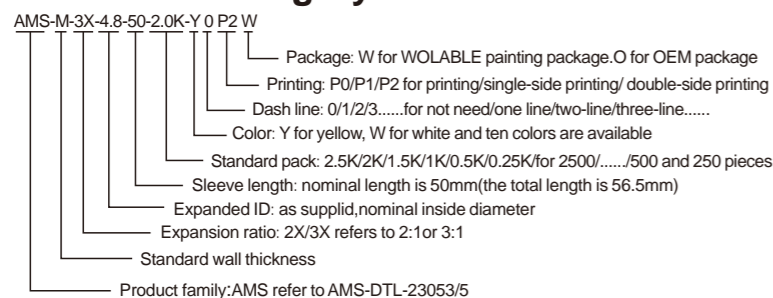 AMS-M-3X-4.8-50-2.0K-Y 0 P2 W
Package: W for WOLABLE painting package.O for OEM package
Printing: P0/P1/P2 for printing/single-side printing/ double-side printing
Dash line: 0/1/2/3......for not need/one line/two-line/three-line......
Color: Y for yellow, W for white and ten colors are available
Standard pack: 2.5K/2K/1.5K/1K/0.5K/0.25K/for 2500/....../500 and 250 pieces
Sleeve length: nominal length is 50mm(the total length is 56.5mm)
Expanded ID: as supplid,nominal inside diameter
Expansion ratio: 2X/3X refers to 2:1or 3:1
Standard wall thickness
Product family:AMS refer to AMS-DTL-23053/5